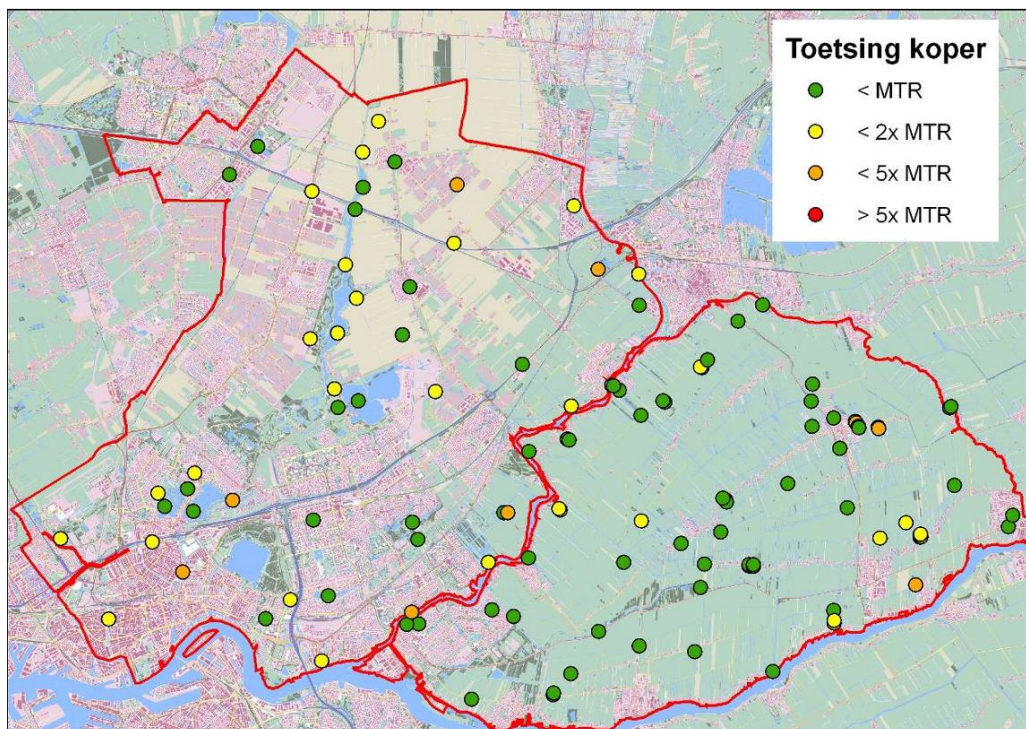 Toetsing koper
< MTR
< 2x MTR
< 5x MTR
> 5x MTR